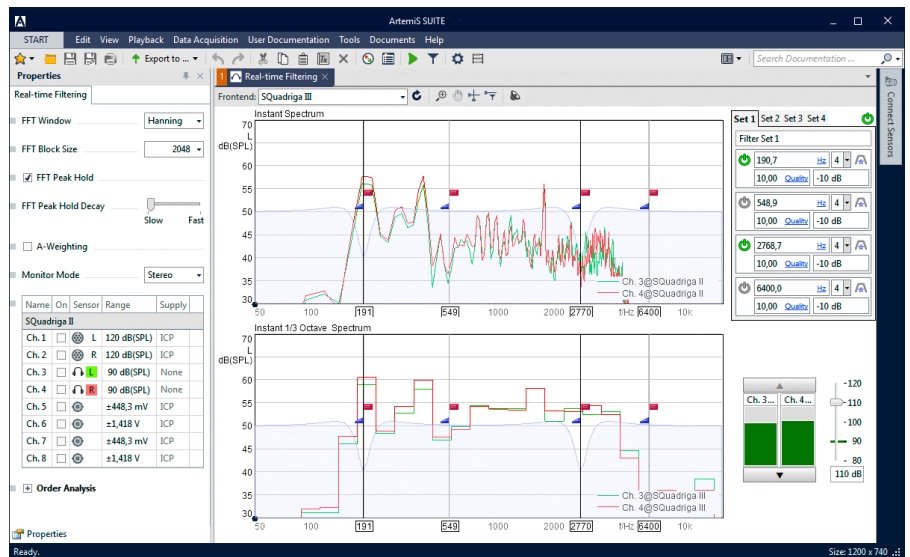 ArtemiS SUITE
START Edit View Playback Data Acquisition User Documentation Tools Documents Help
Export to ... Search Documentation ...
Properties
1 Real-time Filtering
Real-time Filtering
Frontend: SQuadriga III
Connect Sensors
FFT Window Hanning
FFT Block Size 2048
FFT Peak Hold
FFT Peak Hold Decay
Slow Fast
A-Weighting
Monitor Mode Stereo
Name On Sensor Range Supply
SQuadriga II
Ch. 1 L 120 dB(SPL) ICP
Ch. 2 R 120 dB(SPL) ICP
Ch. 3 L 90 dB(SPL) None
Ch. 4 R 90 dB(SPL) None
Ch. 5 ±448,3 mV ICP
Ch. 6 ±1,418 V ICP
Ch. 7 ±448,3 mV ICP
Ch. 8 ±1,418 V ICP
Order Analysis
Properties
Instant Spectrum
70
L
dB(SPL)
60
55
50
45
40
35
30
Ch. 3@SQuadriga II
Ch. 4@SQuadriga II
50 100 191 549 1000 2000 2770 f/Hz 6400 10k
Instant 1/3 Octave Spectrum
70
L
dB(SPL)
60
55
50
45
40
35
30
Ch. 3@SQuadriga II
Ch. 4@SQuadriga II
50 100 191 549 1000 2000 2770 f/Hz 6400 10k
Set 1 Set 2 Set 3 Set 4
Filter Set 1
190,7 Hz 4
10,00 Quality -10 dB
548,9 Hz 4
10,00 Quality -10 dB
2768,7 Hz 4
10,00 Quality -10 dB
6400,0 Hz 4
10,00 Quality -10 dB
Ch. 3... Ch. 4...
-120
-110
-100
- 90
- 80
110 dB
Ready.
Size: 1200 x 740